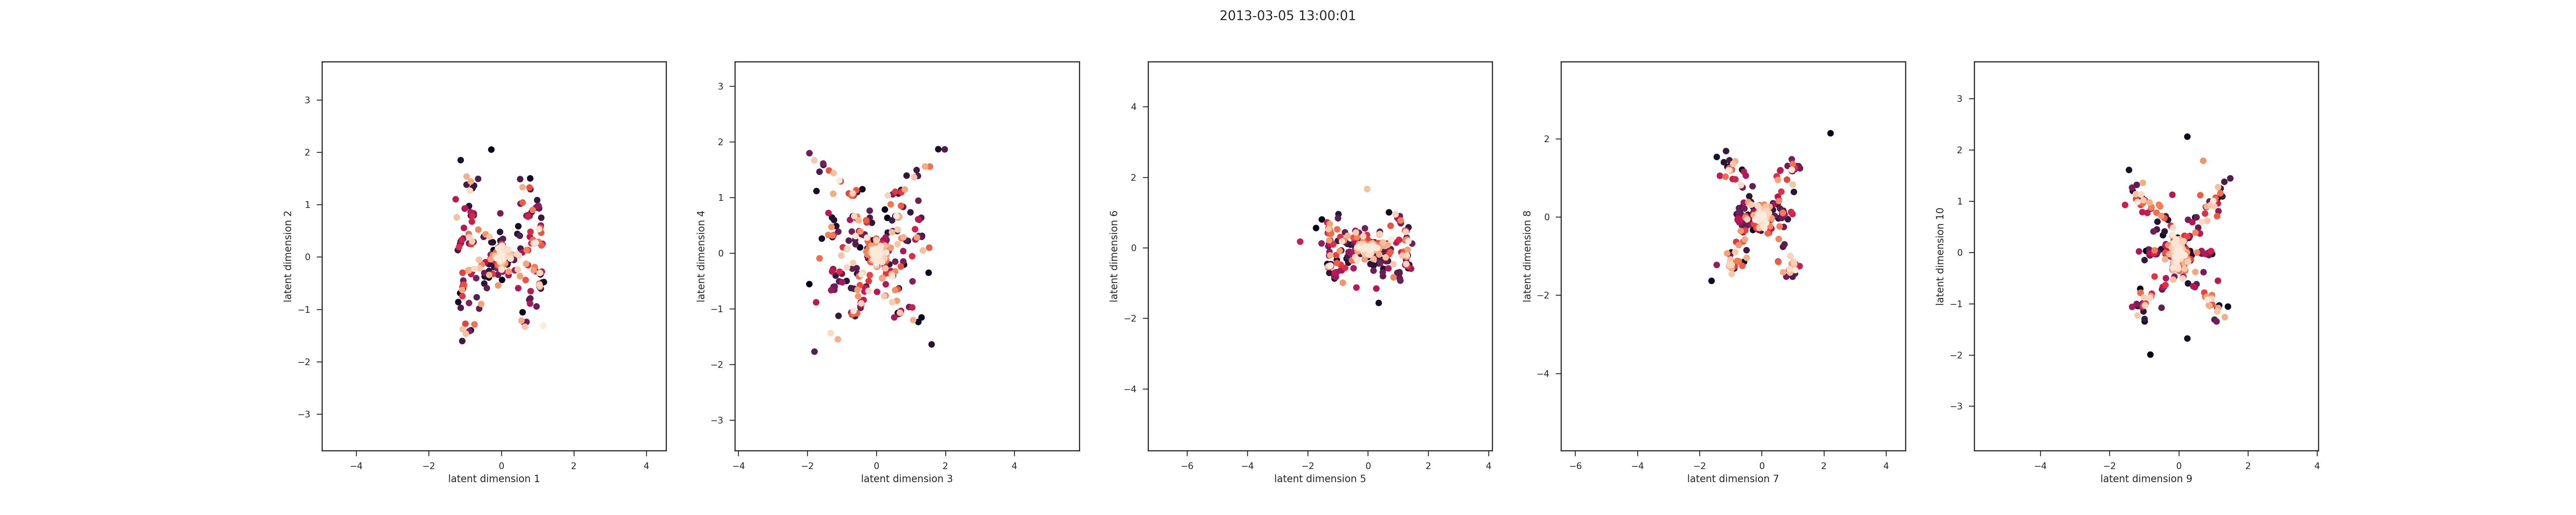 2013-03-05 13:00:01
latent dimension 2
3
2
1
0
−1
−2
−3
−4 −2 0 2 4
latent dimension 1
latent dimension 4
3
2
1
0
−1
−2
−3
−4 −2 0 2 4
latent dimension 3
latent dimension 6
4
2
0
−2
−4
−6 −4 −2 0 2 4
latent dimension 5
latent dimension 8
2
0
−2
−4
−6 −4 −2 0 2 4
latent dimension 7
latent dimension 10
3
2
1
0
−1
−2
−3
−4 −2 0 2 4
latent dimension 9